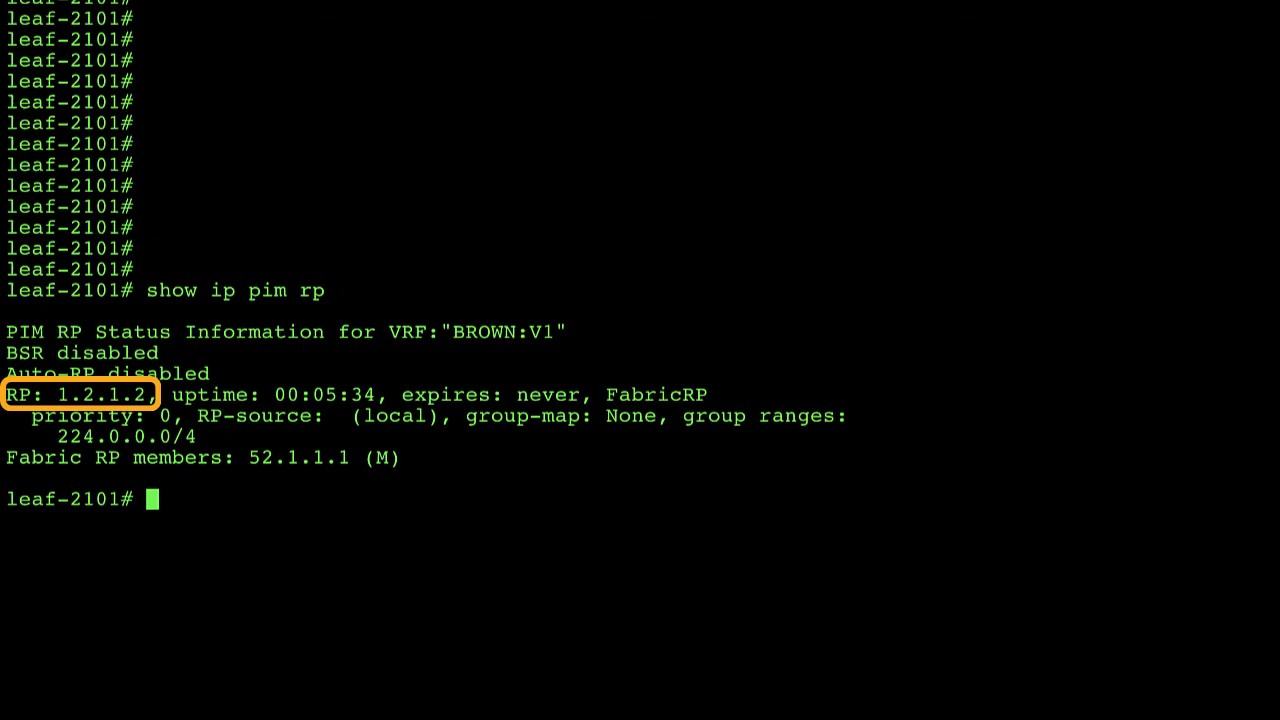 leaf-2101#
leaf-2101#
leaf-2101#
leaf-2101#
leaf-2101#
leaf-2101#
leaf-2101#
leaf-2101#
leaf-2101#
leaf-2101#
leaf-2101#
leaf-2101#
leaf-2101#
leaf-2101#
leaf-2101# show ip pim rp
PIM RP Status Information for VRF:"BROWN:V1"
BSR disabled
Auto-RP disabled
RP: 1.2.1.2, uptime: 00:05:34, expires: never, FabricRP
priority: 0, RP-source: (local), group-map: None, group ranges:
224.0.0.0/4
Fabric RP members: 52.1.1.1 (M)
leaf-2101#